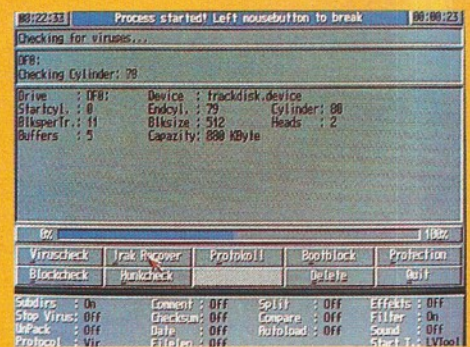 08:22:33 Process started! Left mousebutton to break 00:00:23
Checking for viruses...
DF0:
Checking Cylinder: 78
Drive : DF0: Device : trackdisk.device
Startcyl. : 0 Endcyl. : 79 Cylinder: 80
BlksperTr.: 11 Blksize : 512 Heads : 2
Buffers : 5 Capazity: 880 KByte
0% 100%
Viruscheck Trak Recover Protokoll Bootblock Protection
Blockcheck Hunkcheck Delete Quit
Subdirs : On Comment : Off Split : Off Effekts : Off
Stop Virus: Off Checksum: Off Compare : Off Filter : On
UnPack : Off Date : Off Autoload : Off Sound : Off
Protocol : Vir FileLen : Off Start T.: LVTool